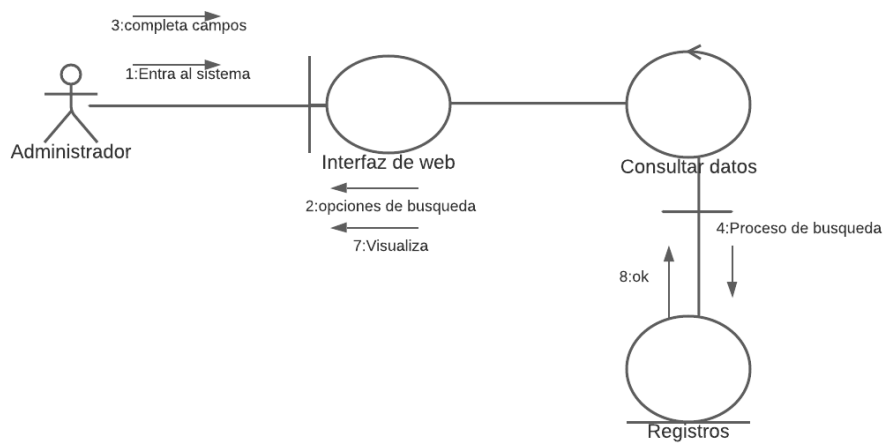 3:completa campos
1:Entra al sistema
Administrador
Interfaz de web
Consultar datos
2:opciones de busqueda
4:Proceso de busqueda
7:Visualiza
8:ok
Registros